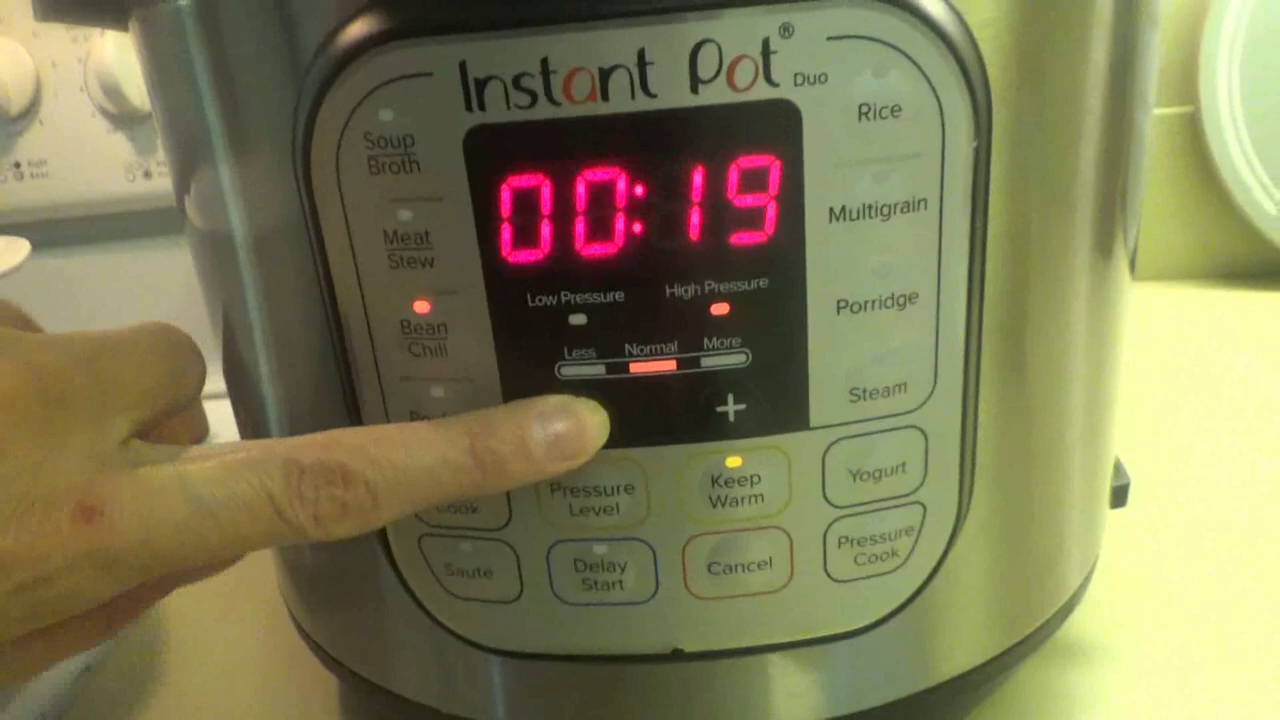 Instant Pot® Duo
00:19
Soup
Broth
Meat
Stew
Bean
Chili
Low Pressure
High Pressure
Less
Normal
More
+
Rice
Multigrain
Porridge
Steam
Cook
Pressure
Level
Keep
Warm
Yogurt
Saute
Delay
Start
Cancel
Pressure
Cook